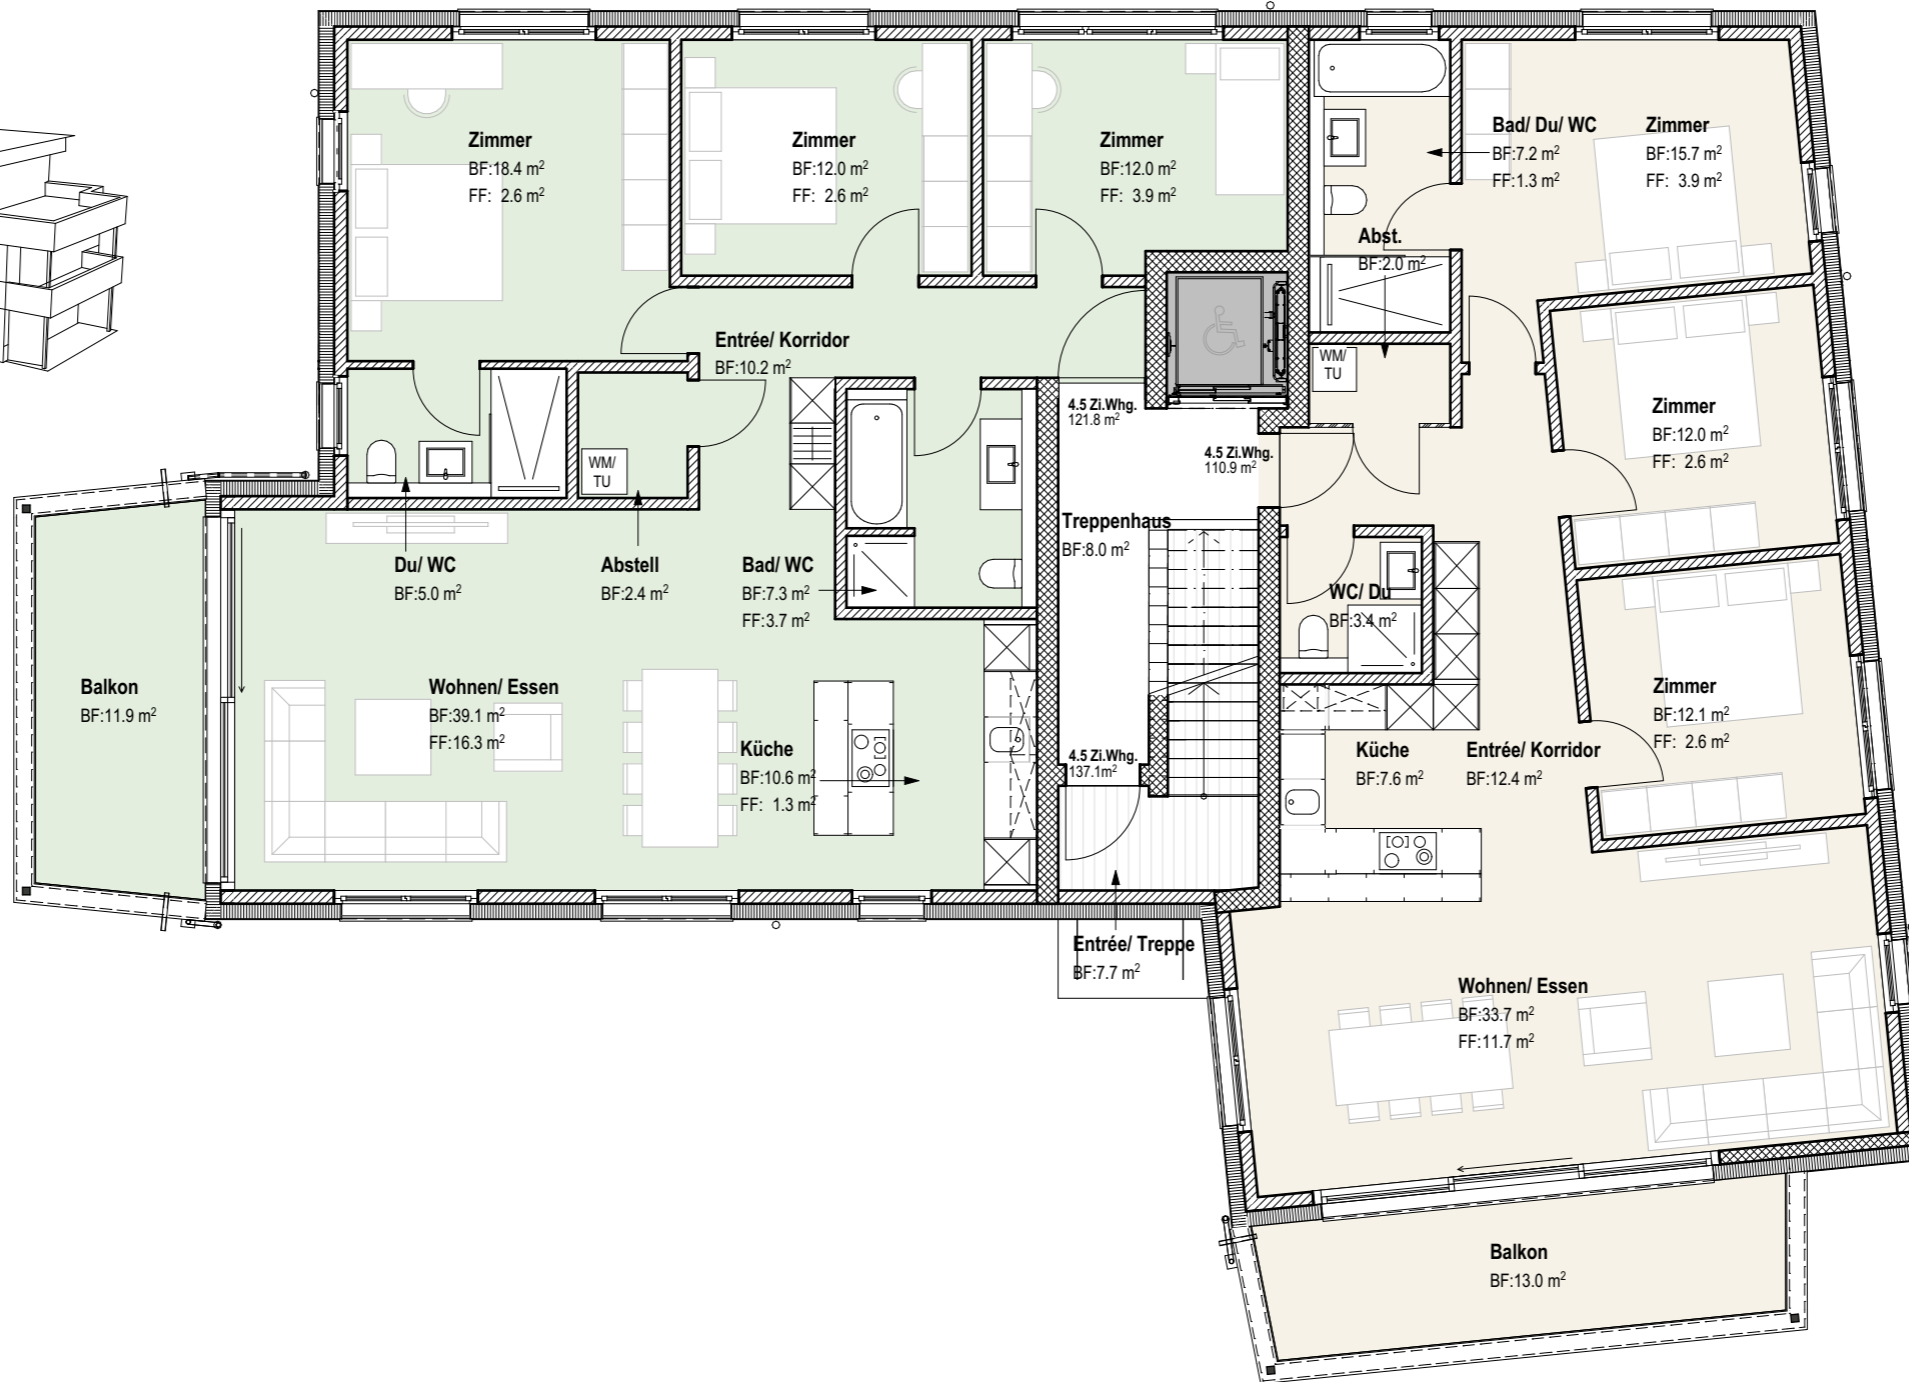 Zimmer
BF:18.4 m²
FF: 2.6 m²
Zimmer
BF:12.0 m²
FF: 2.6 m²
Zimmer
BF:12.0 m²
FF: 3.9 m²
Bad/ Du/ WC
BF:7.2 m²
FF:1.3 m²
Zimmer
BF:15.7 m²
FF: 3.9 m²
Abst.
BF:2.0 m²
Entrée/ Korridor
BF:10.2 m²
WM/
TU
4.5 Zi.Whg.
121.8 m²
4.5 Zi.Whg.
110.9 m²
Zimmer
BF:12.0 m²
FF: 2.6 m²
WM/
TU
Treppenhaus
BF:8.0 m²
Du/ WC
BF:5.0 m²
Abstell
BF:2.4 m²
Bad/ WC
BF:7.3 m²
FF:3.7 m²
WC/ Du
BF:3.4 m²
Balkon
BF:11.9 m²
Wohnen/ Essen
BF:39.1 m²
FF:16.3 m²
Küche
BF:10.6 m²
FF: 1.3 m²
4.5 Zi.Whg.
137.1m²
Küche
BF:7.6 m²
Entrée/ Korridor
BF:12.4 m²
Zimmer
BF:12.1 m²
FF: 2.6 m²
Entrée/ Treppe
BF:7.7 m²
Wohnen/ Essen
BF:33.7 m²
FF:11.7 m²
Balkon
BF:13.0 m²